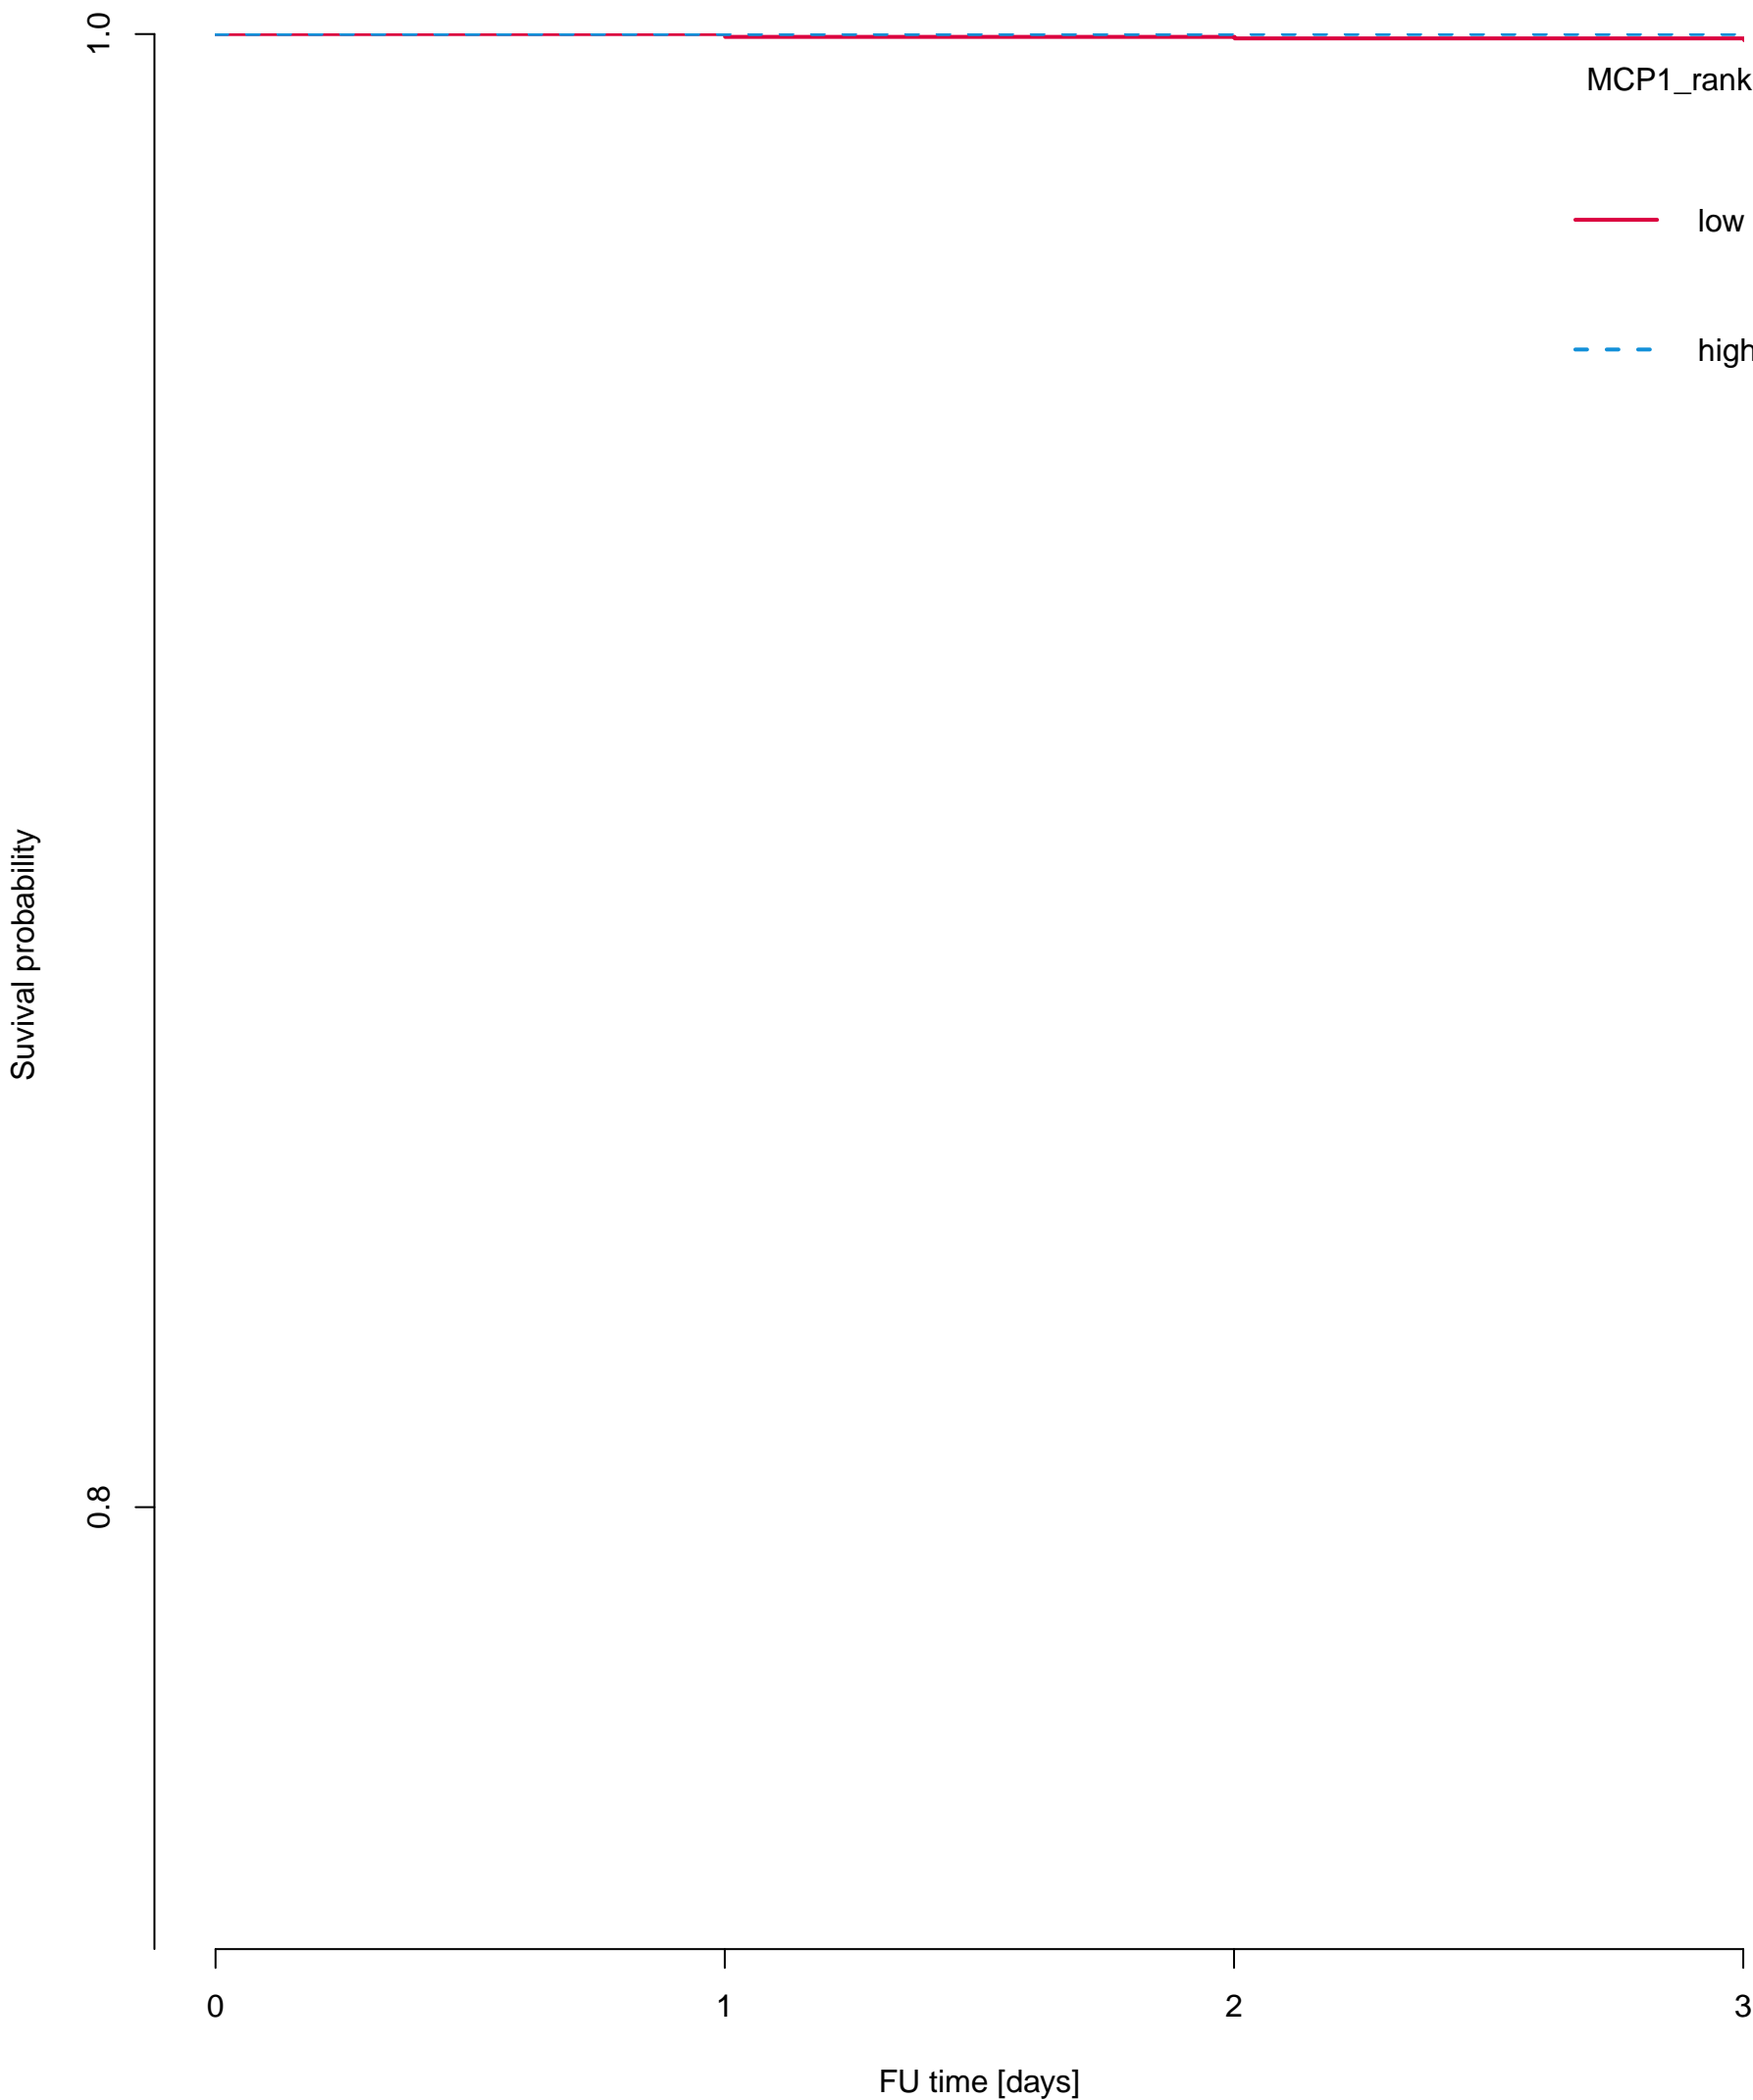 1.0
MCP1_rank
low
high
Suvival probability
0.8
0
1
2
3
FU time [days]